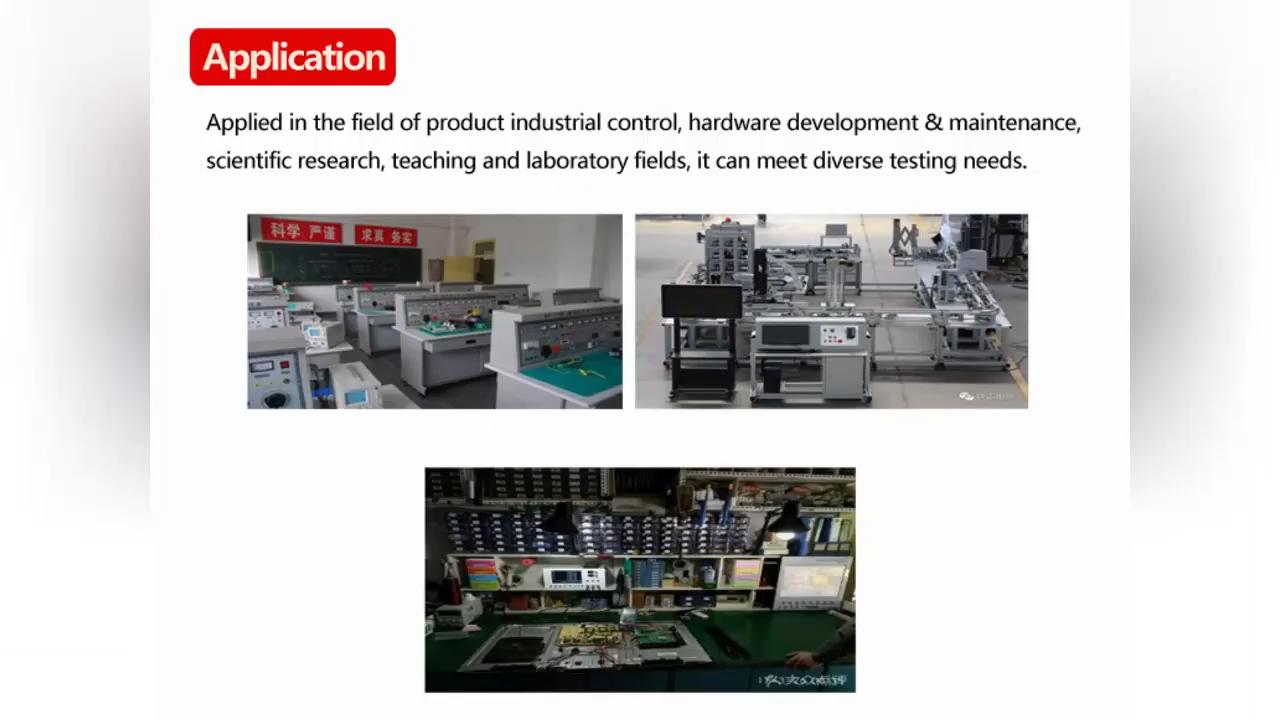 Application
Applied in the field of product industrial control, hardware development & maintenance,
scientific research, teaching and laboratory fields, it can meet diverse testing needs.
科学 严谨
求真 务实